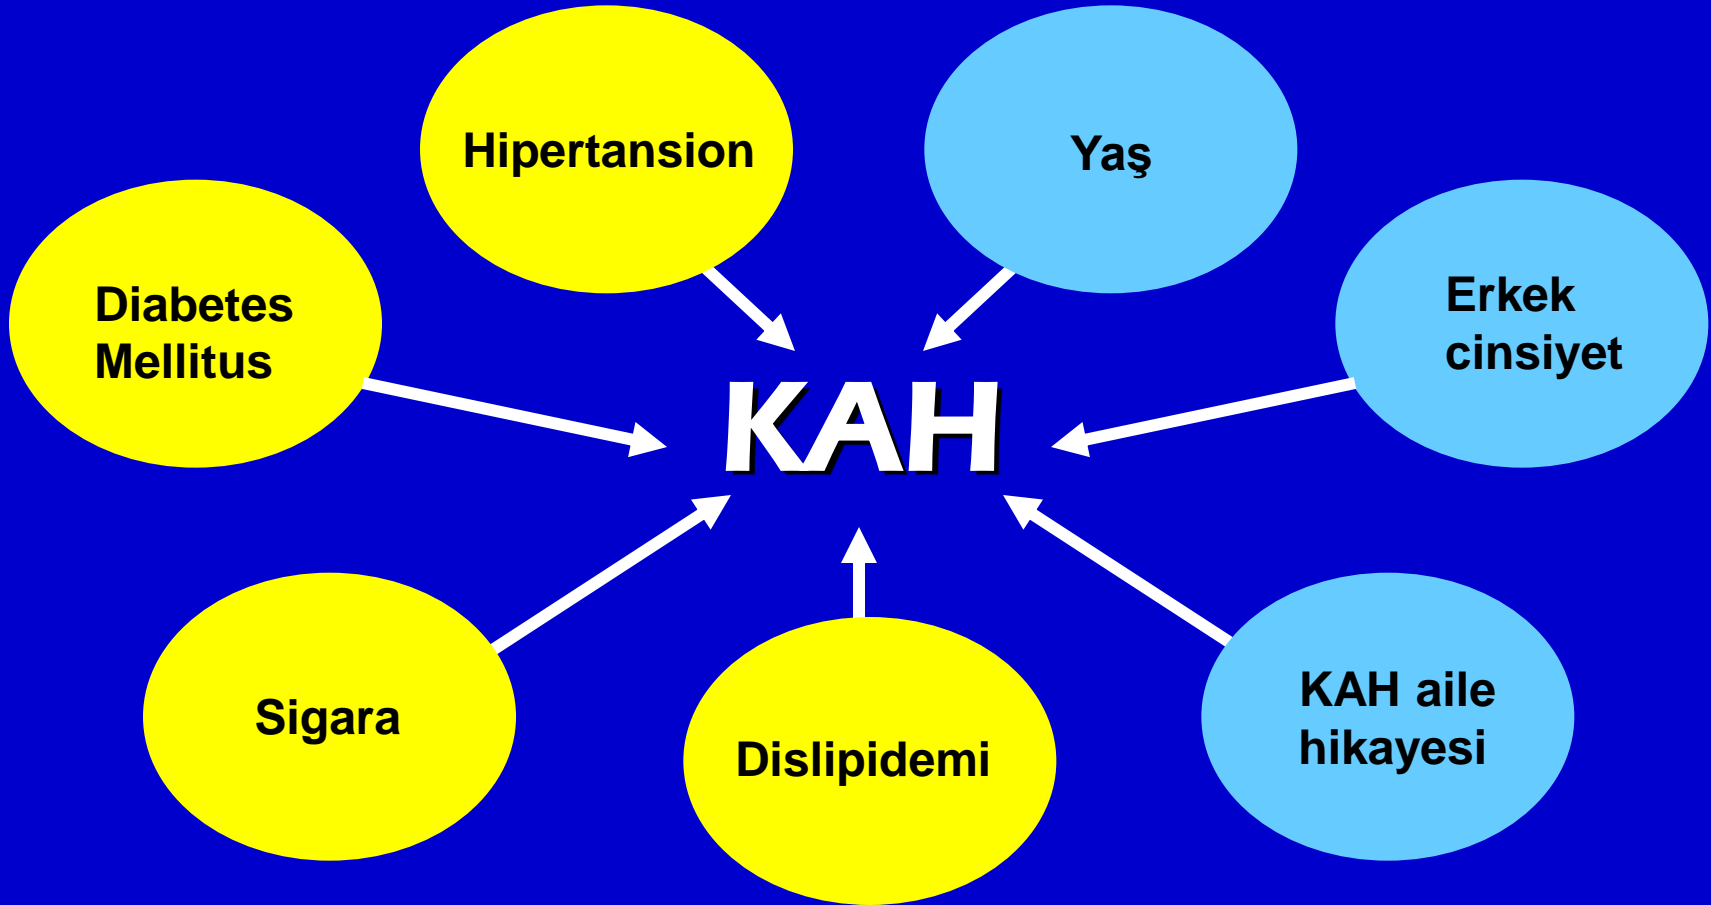 Hipertansion
Yaş
Diabetes
Mellitus
Erkek
cinsiyet
KAH
Sigara
Dislipidemi
KAH aile
hikayesi